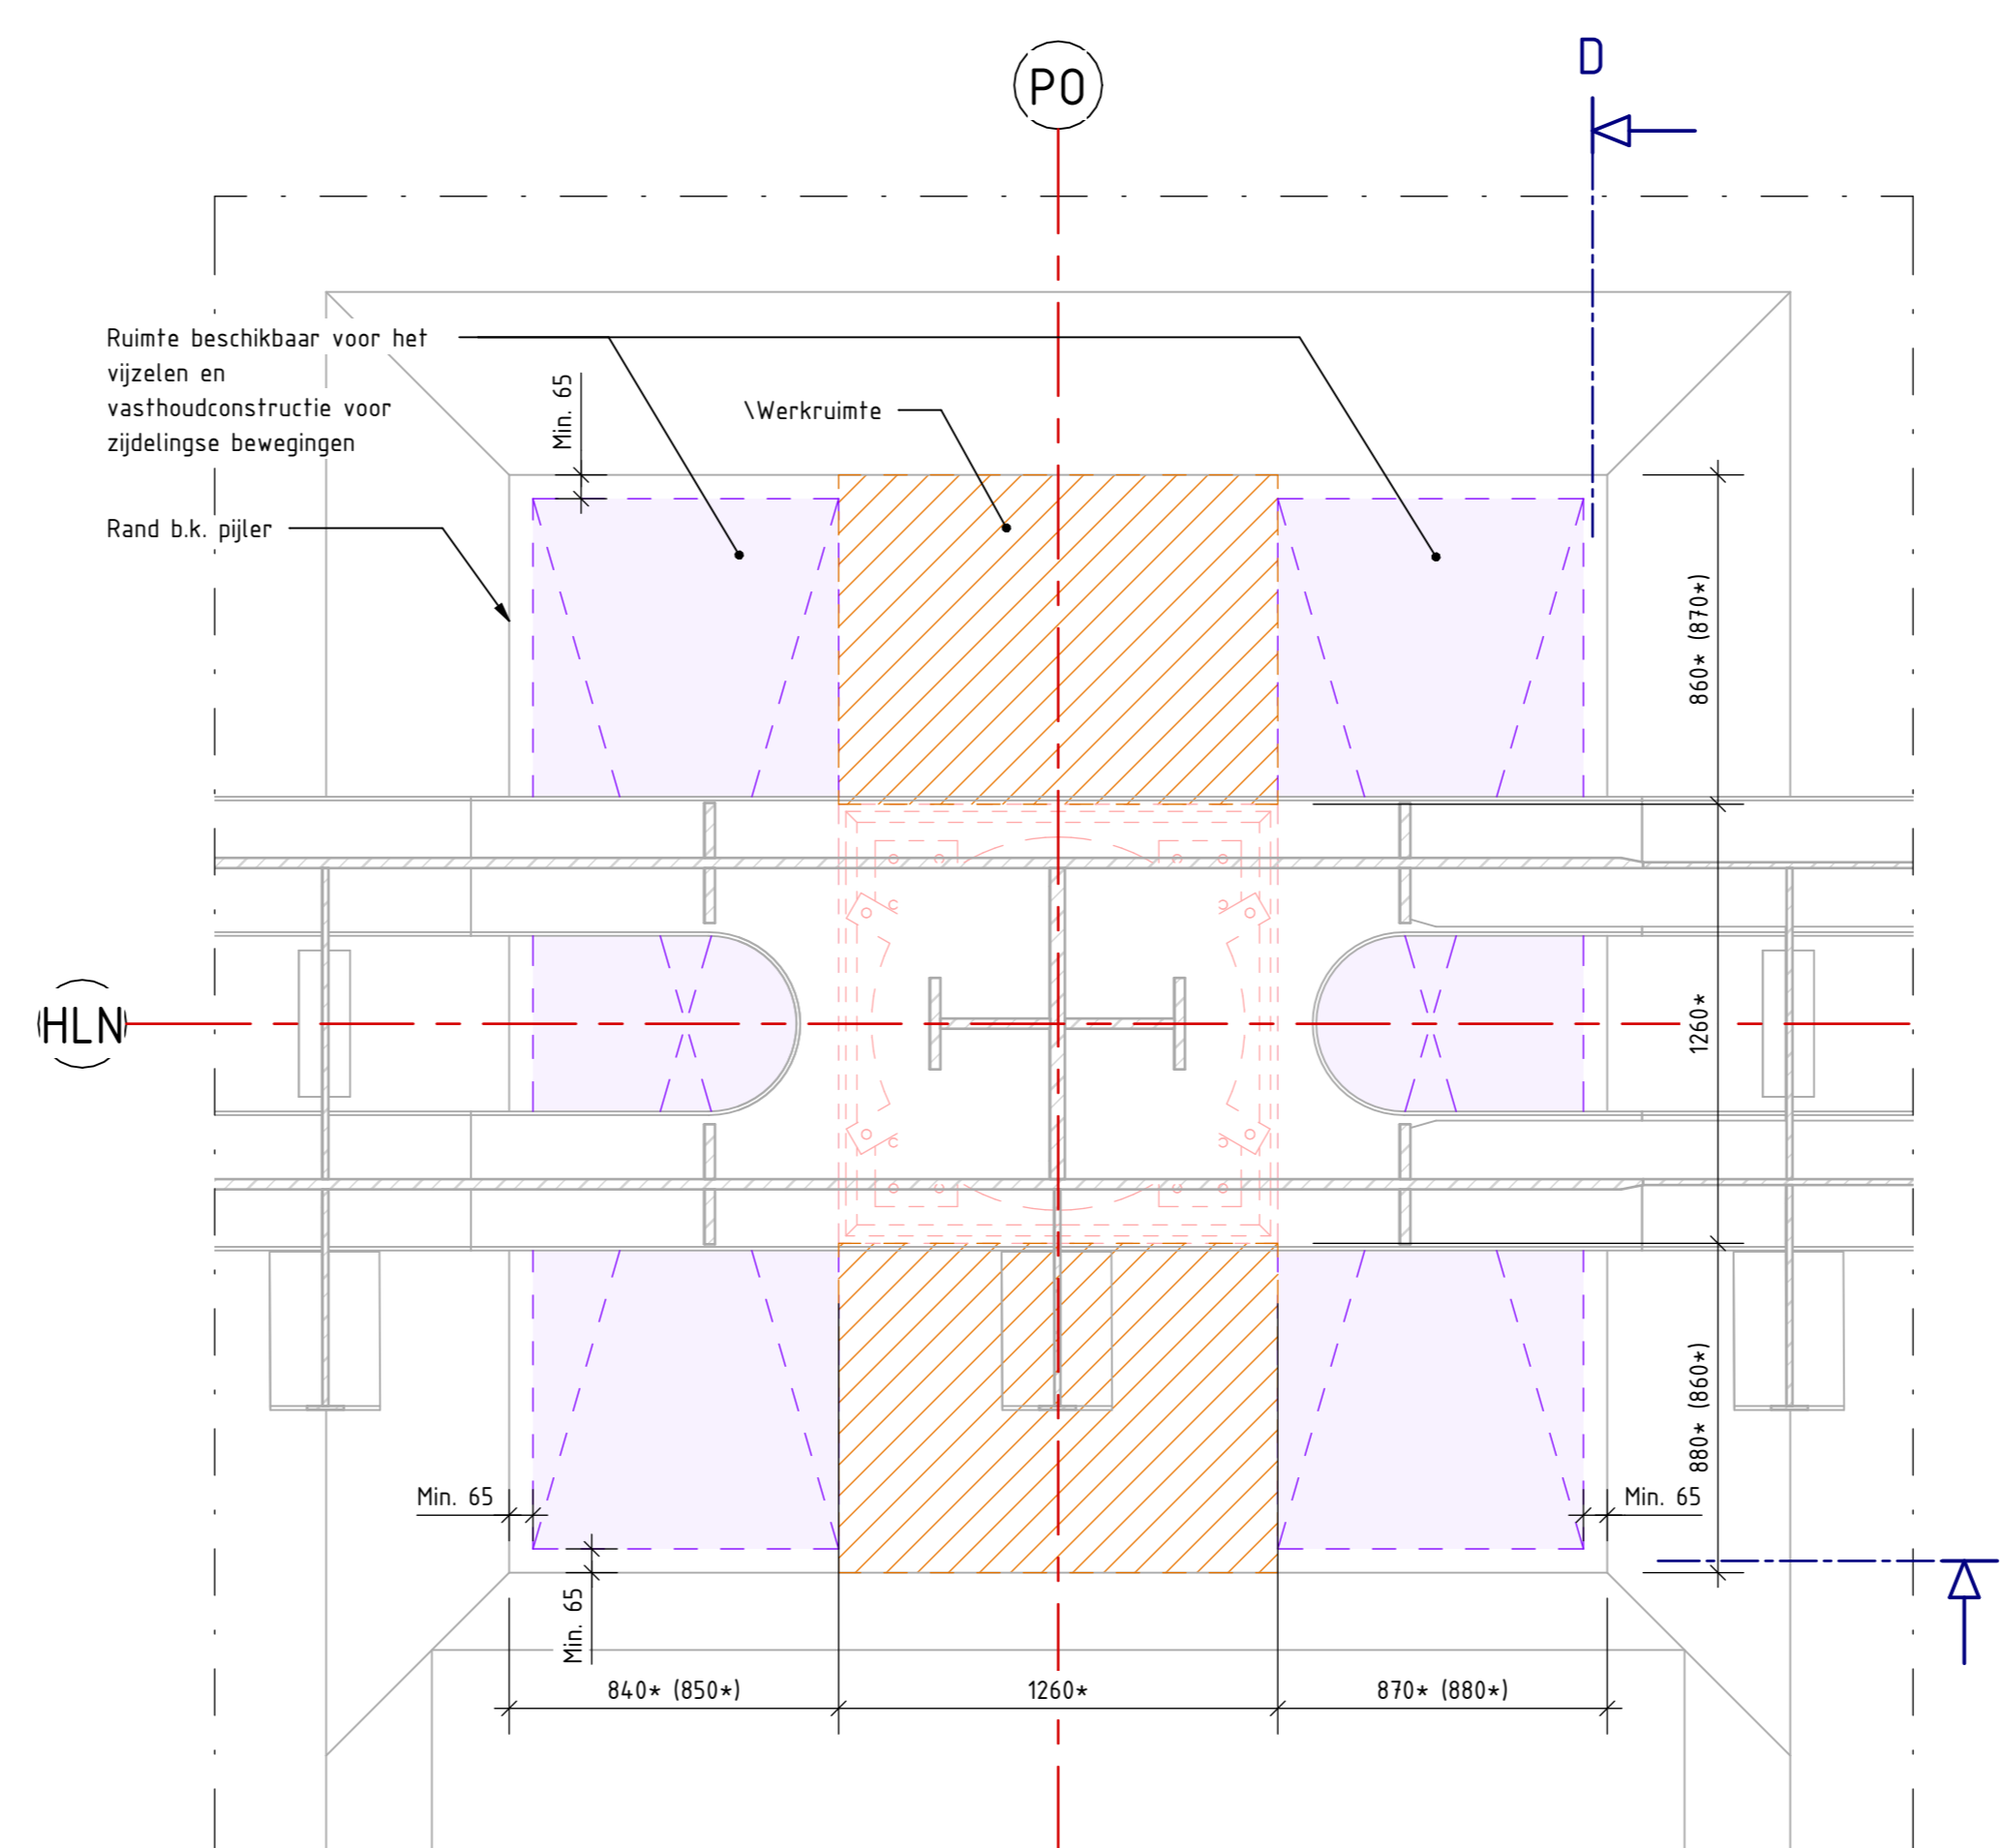 PO
D
Ruimte beschikbaar voor het
vijzelen en
vasthoudconstructie voor
zijdelingse bewegingen
Min. 65
\Werkruimte
Rand b.k. pijler
860* (870*)
HLN
1260*
880* (860*)
Min. 65
Min. 65
Min. 65
840* (850*)
1260*
870* (880*)